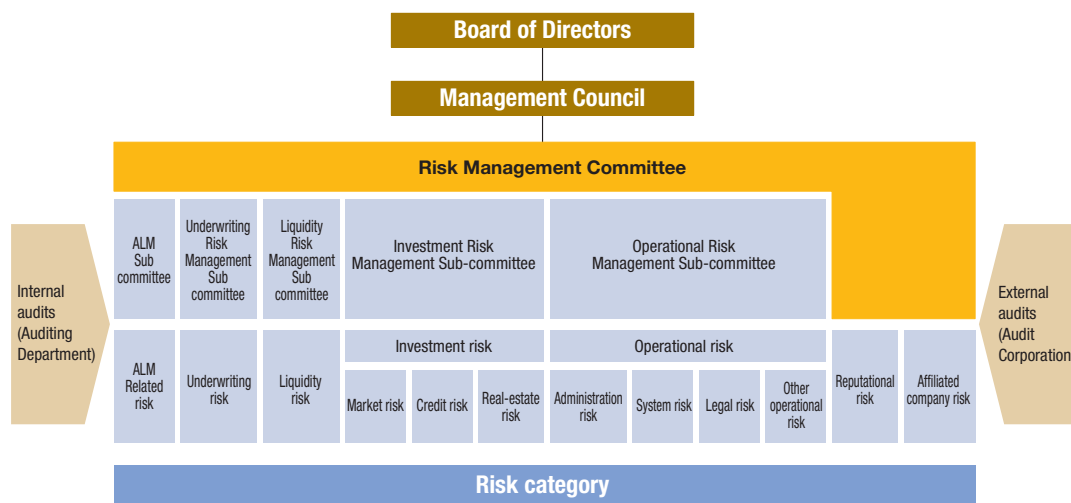 Board of Directors
Management Council
Risk Management Committee
ALM
Sub
committee
Underwriting
Risk
Management
Sub
committee
Liquidity
Risk
Management
Sub
committee
Investment Risk
Management Sub-committee
Operational Risk
Management Sub-committee
Internal
audits
(Auditing
Department)
External
audits
(Audit
Corporation
ALM
Related
risk
Underwriting
risk
Liquidity
risk
Investment risk
Market risk
Credit risk
Real-estate
risk
Operational risk
Administration
risk
System risk
Legal risk
Other
operational
risk
Reputational
risk
Affiliated
company risk
Risk category